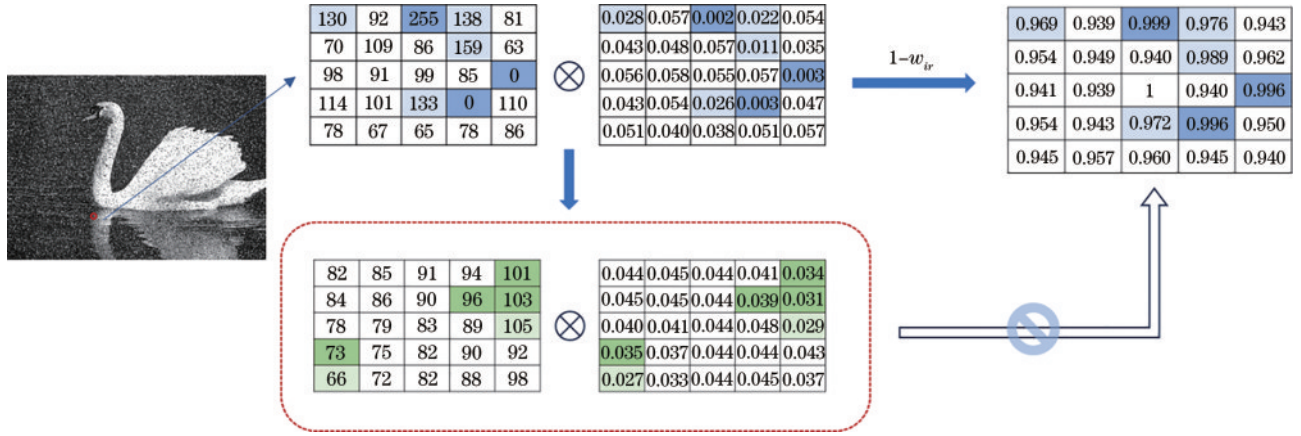 130 92 255 138 81
70 109 86 159 63
98 91 99 85 0
114 101 133 0 110
78 67 65 78 86
⊗
0.028 0.057 0.002 0.022 0.054
0.043 0.048 0.057 0.011 0.035
0.056 0.058 0.055 0.057 0.003
0.043 0.054 0.026 0.003 0.047
0.051 0.040 0.038 0.051 0.057
1−w_{ir}
0.969 0.939 0.999 0.976 0.943
0.954 0.949 0.940 0.989 0.962
0.941 0.939 1 0.940 0.996
0.954 0.943 0.972 0.996 0.950
0.945 0.957 0.960 0.945 0.940
82 85 91 94 101
84 86 90 96 103
78 79 83 89 105
73 75 82 90 92
66 72 82 88 98
⊗
0.044 0.045 0.044 0.041 0.034
0.045 0.045 0.044 0.039 0.031
0.040 0.041 0.044 0.048 0.029
0.035 0.037 0.044 0.044 0.043
0.027 0.033 0.044 0.045 0.037